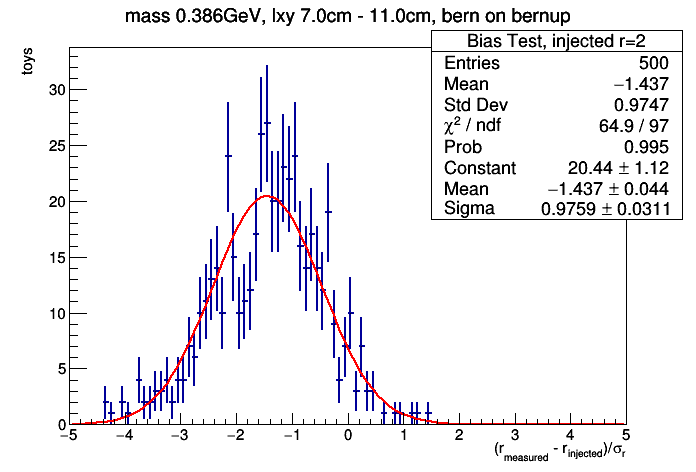 mass 0.386GeV, lxy 7.0cm - 11.0cm, bern on bernup
Bias Test, injected r=2
Entries 500
Mean −1.437
Std Dev 0.9747
χ² / ndf 64.9 / 97
Prob 0.995
Constant 20.44 ± 1.12
Mean −1.437 ± 0.044
Sigma 0.9759 ± 0.0311
toys
30
25
20
15
10
5
0
−5 −4 −3 −2 −1 0 1 2 3 4 5
(r_measured - r_injected)/σ_r